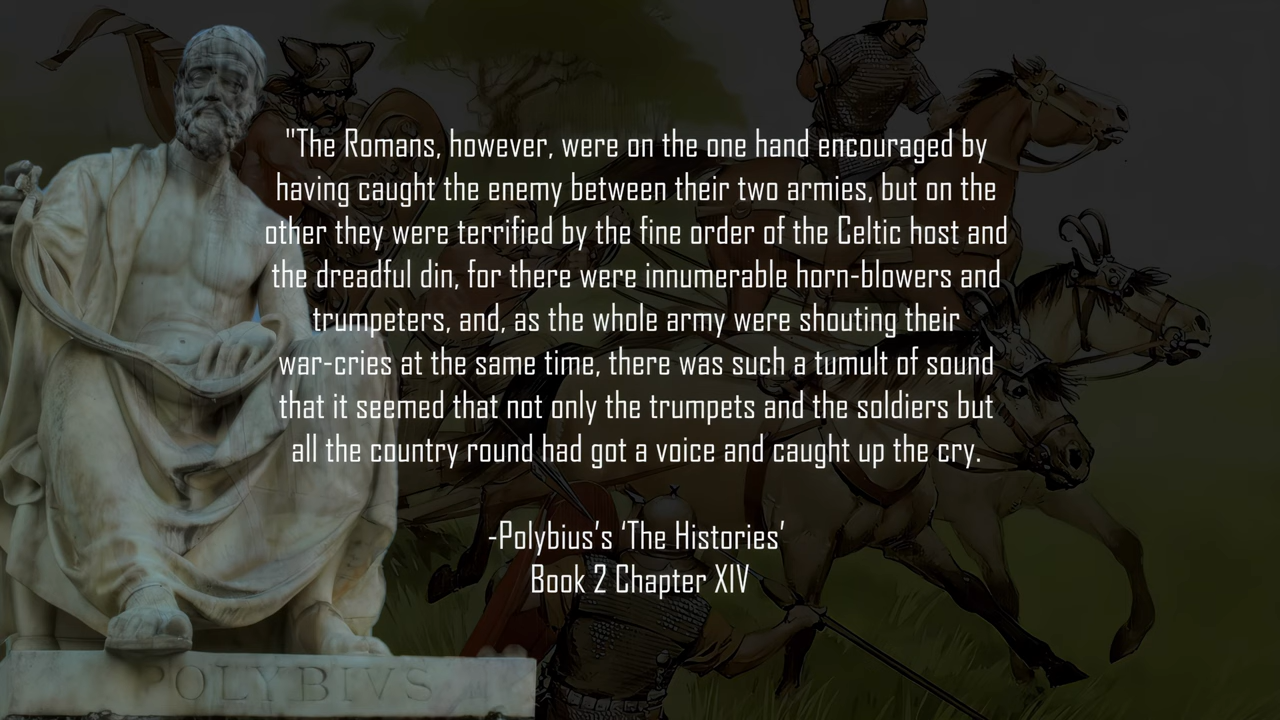 "The Romans, however, were on the one hand encouraged by
having caught the enemy between their two armies, but on the
other they were terrified by the fine order of the Celtic host and
the dreadful din, for there were innumerable horn-blowers and
trumpeters, and, as the whole army were shouting their
war-cries at the same time, there was such a tumult of sound
that it seemed that not only the trumpets and the soldiers but
all the country round had got a voice and caught up the cry.
-Polybius’s ‘The Histories’
Book 2 Chapter XIV
POLYBIVS